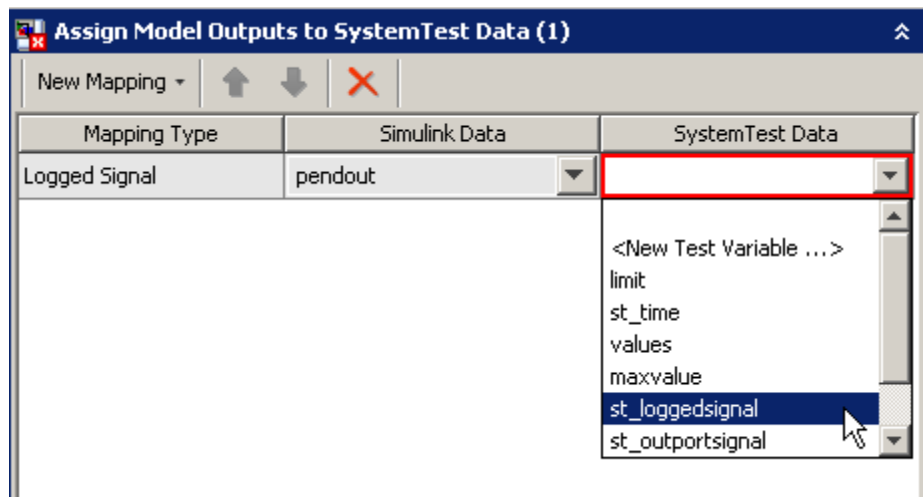 Assign Model Outputs to SystemTest Data (1)
New Mapping
Mapping Type Simulink Data SystemTest Data
Logged Signal pendout
<New Test Variable ...>
limit
st_time
values
maxvalue
st_loggedsignal
st_outportsignal